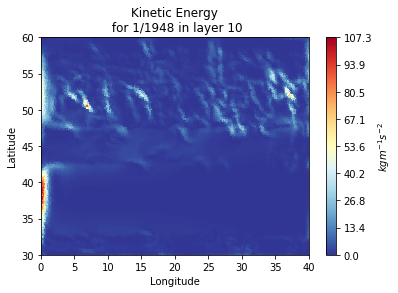 Kinetic Energy
for 1/1948 in layer 10
60
55
50
45
40
35
30
Latitude
0 5 10 15 20 25 30 35 40
Longitude
107.3
93.9
80.5
67.1
53.6
40.2
26.8
13.4
0.0
kgm⁻¹s⁻²